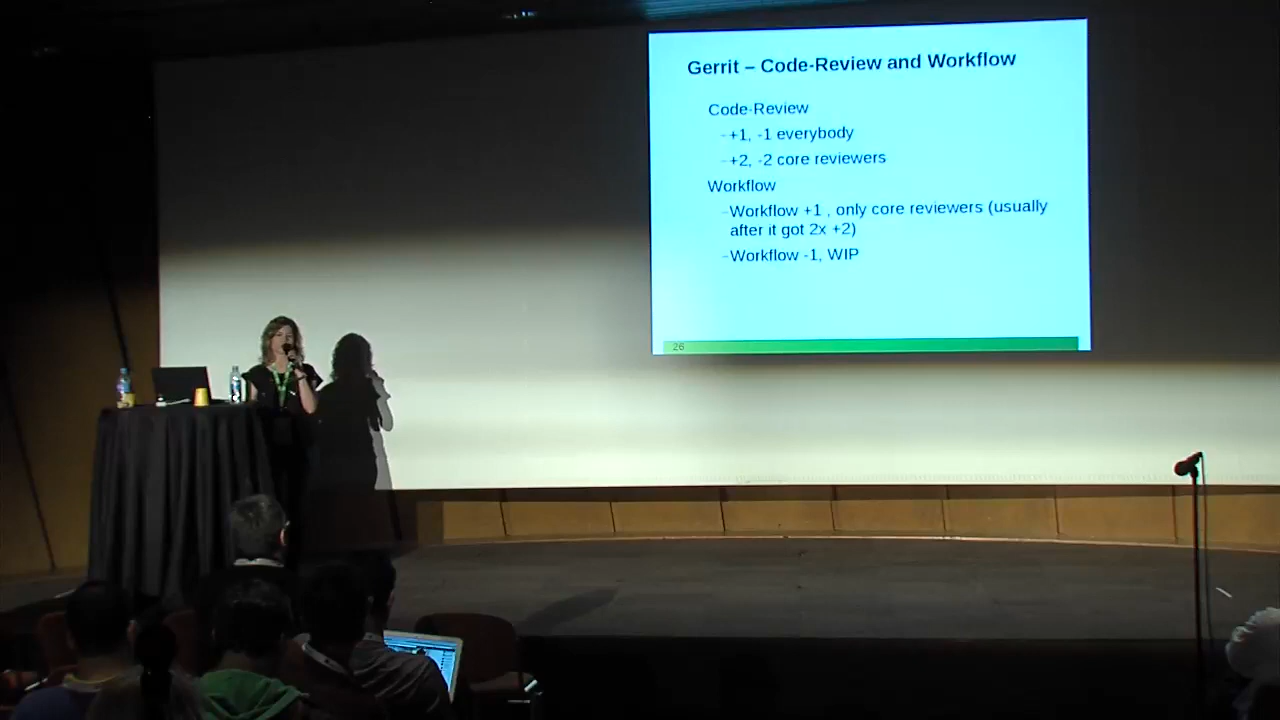 Gerrit – Code-Review and Workflow
Code-Review
–+1, -1 everybody
–+2, -2 core reviewers
Workflow
–Workflow +1 , only core reviewers (usually
after it got 2x +2)
–Workflow -1, WIP
26